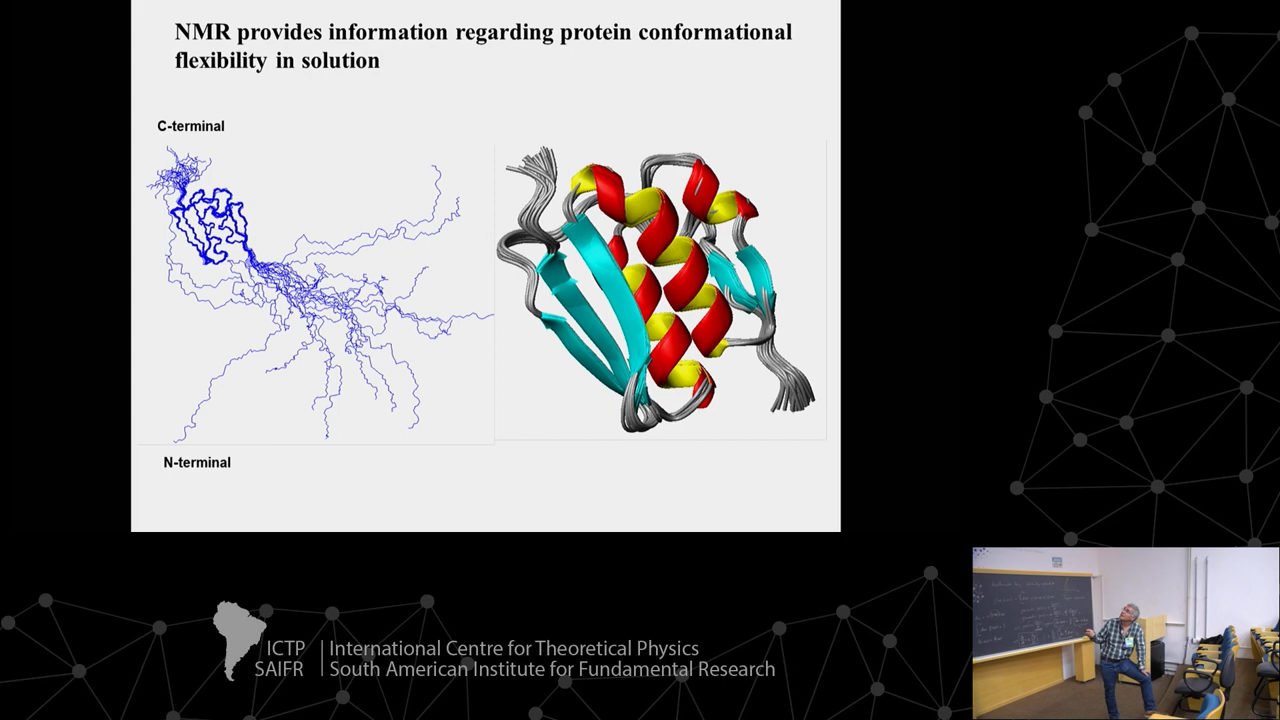 NMR provides information regarding protein conformational
flexibility in solution
C-terminal
N-terminal
ICTP
SAIFR
International Centre for Theoretical Physics
South American Institute for Fundamental Research